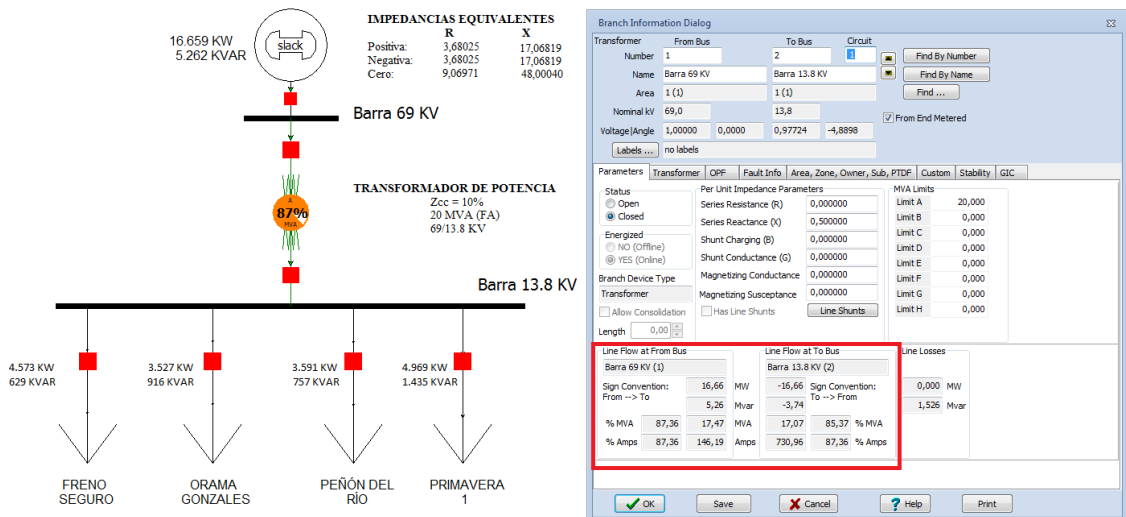 16.659 KW
5.262 KVAR
slack
IMPEDANCIAS EQUIVALENTES
R X
Positiva: 3,68025 17,06819
Negativa: 3,68025 17,06819
Cero: 9,06971 48,00040
Barra 69 KV
TRANSFORMADOR DE POTENCIA
Zcc = 10%
20 MVA (FA)
69/13.8 KV
A
87%
MVA
Barra 13.8 KV
4.573 KW
629 KVAR
3.527 KW
916 KVAR
3.591 KW
757 KVAR
4.969 KW
1.435 KVAR
FRENO
SEGURO
ORAMA
GONZALES
PEÑÓN DEL
RÍO
PRIMAVERA
1
Branch Information Dialog
Transformer From Bus To Bus Circuit
Number 1 2 1 Find By Number
Name Barra 69 KV Barra 13.8 KV Find By Name
Area 1 (1) 1 (1) Find ...
Nominal kV 69,0 13,8
From End Metered
Voltage|Angle 1,00000 0,0000 0,97724 -4,8898
Labels ... no labels
Parameters Transformer OPF Fault Info Area, Zone, Owner, Sub, PTDF Custom Stability GIC
Status
Open
Closed
Energized
NO (Offline)
YES (Online)
Branch Device Type
Transformer
Allow Consolidation
Length 0,00
Per Unit Impedance Parameters
Series Resistance (R) 0,000000
Series Reactance (X) 0,500000
Shunt Charging (B) 0,000000
Shunt Conductance (G) 0,000000
Magnetizing Conductance 0,000000
Magnetizing Susceptance 0,000000
Has Line Shunts Line Shunts
MVA Limits
Limit A 20,000
Limit B 0,000
Limit C 0,000
Limit D 0,000
Limit E 0,000
Limit F 0,000
Limit G 0,000
Limit H 0,000
Line Flow at From Bus
Barra 69 KV (1)
Sign Convention: 16,66 MW
From --> To
5,26 Mvar
% MVA 87,36 17,47 MVA
% Amps 87,36 146,19 Amps
Line Flow at To Bus
Barra 13.8 KV (2)
-16,66 Sign Convention:
To --> From
-3,74
17,07 85,37 % MVA
730,96 87,36 % Amps
Line Losses
0,000 MW
1,526 Mvar
OK Save Cancel Help Print